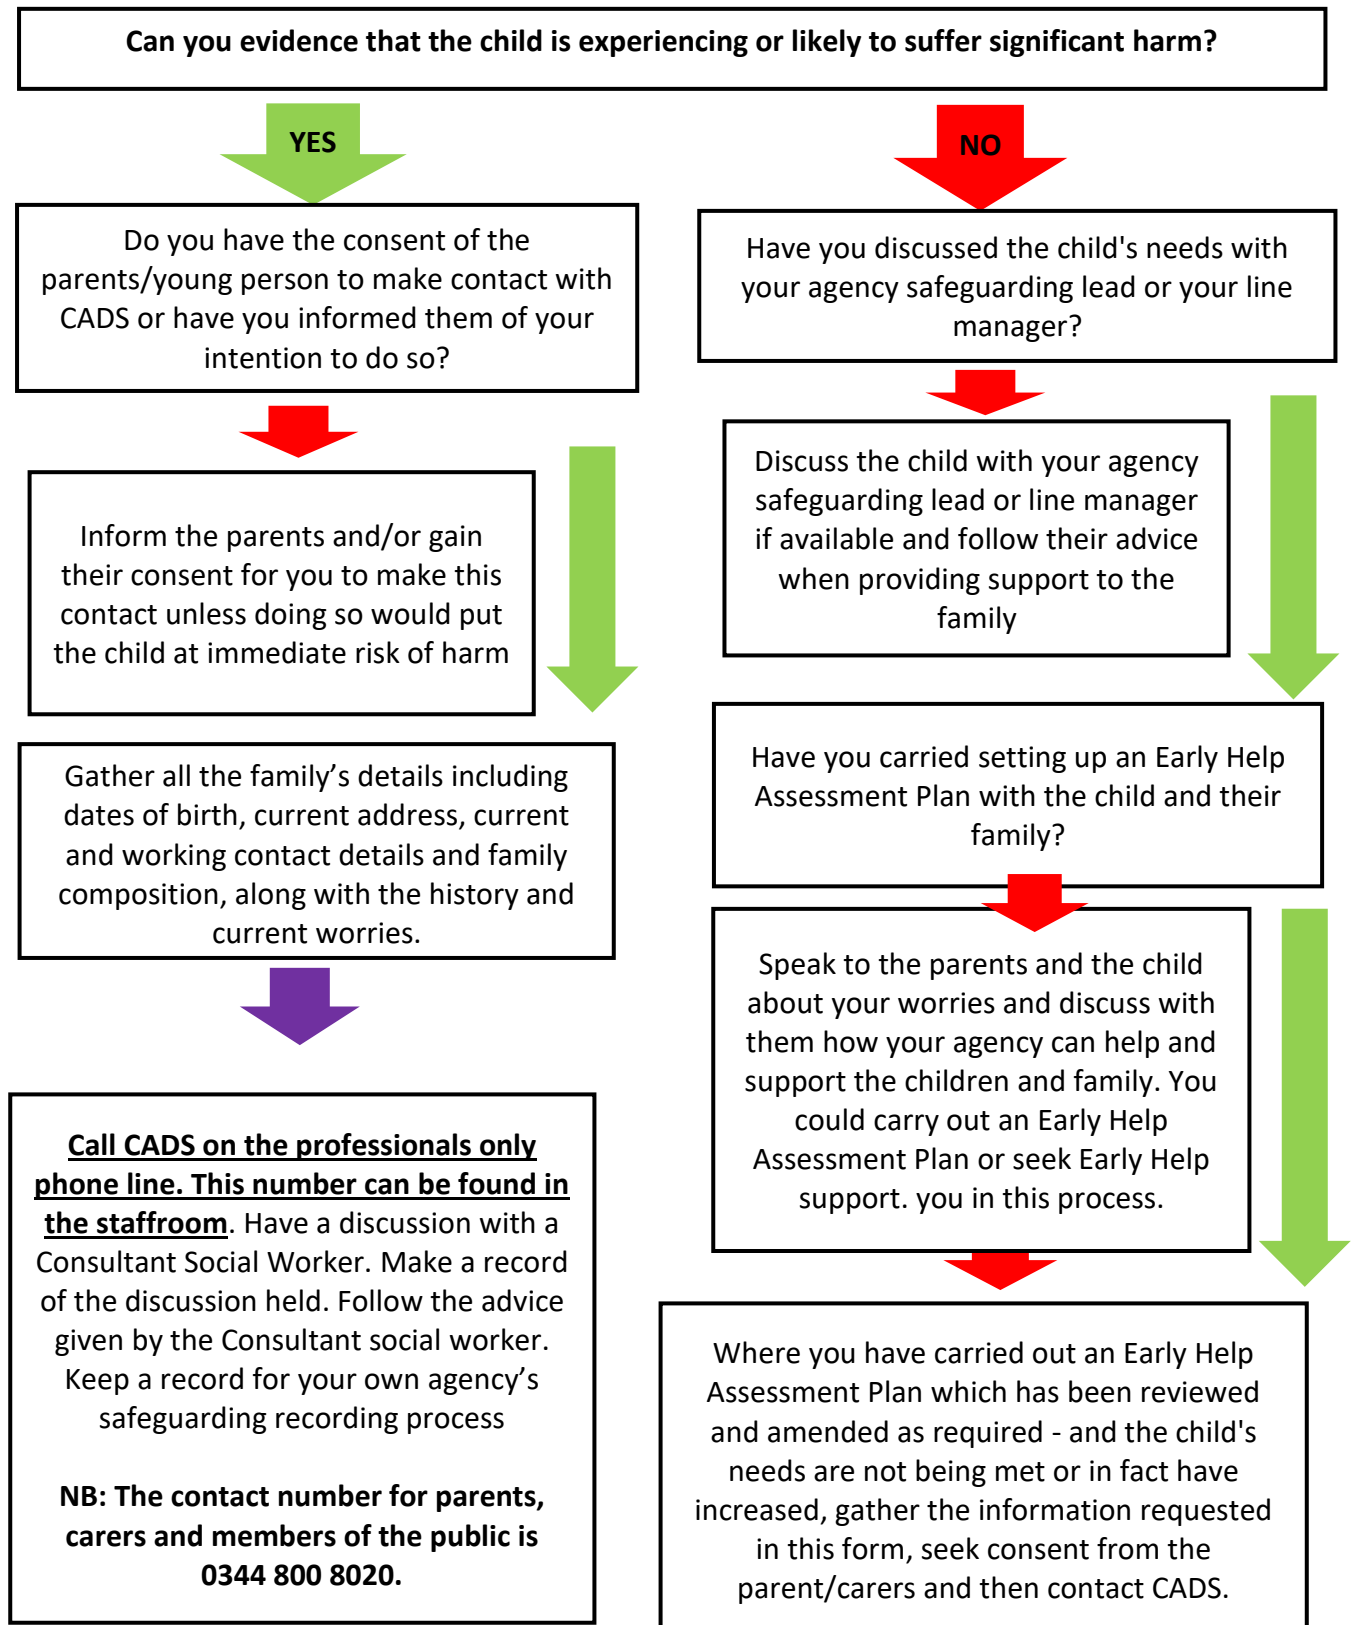 Can you evidence that the child is experiencing or likely to suffer significant harm?
YES
NO
Do you have the consent of the
parents/young person to make contact with
CADS or have you informed them of your
intention to do so?
Inform the parents and/or gain
their consent for you to make this
contact unless doing so would put
the child at immediate risk of harm
Gather all the family’s details including
dates of birth, current address, current
and working contact details and family
composition, along with the history and
current worries.
Call CADS on the professionals only
phone line. This number can be found in
the staffroom. Have a discussion with a
Consultant Social Worker. Make a record
of the discussion held. Follow the advice
given by the Consultant social worker.
Keep a record for your own agency’s
safeguarding recording process
NB: The contact number for parents,
carers and members of the public is
0344 800 8020.
Have you discussed the child's needs with
your agency safeguarding lead or your line
manager?
Discuss the child with your agency
safeguarding lead or line manager
if available and follow their advice
when providing support to the
family
Have you carried setting up an Early Help
Assessment Plan with the child and their
family?
Speak to the parents and the child
about your worries and discuss with
them how your agency can help and
support the children and family. You
could carry out an Early Help
Assessment Plan or seek Early Help
support. you in this process.
Where you have carried out an Early Help
Assessment Plan which has been reviewed
and amended as required - and the child's
needs are not being met or in fact have
increased, gather the information requested
in this form, seek consent from the
parent/carers and then contact CADS.